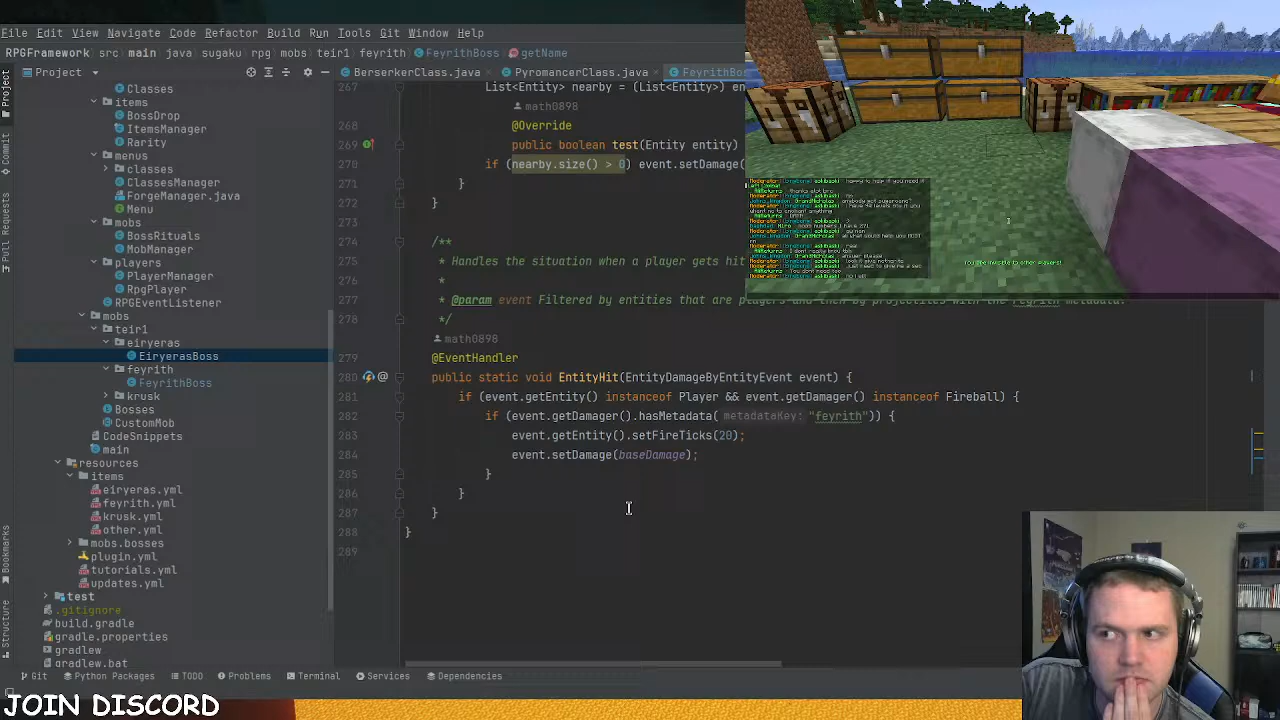 File Edit View Navigate Code Refactor Build Run Tools Git Window Help
RPGFramework src main java sugaku rpg mobs teir1 feyrith FeyrithBoss getName
Project
BerserkerClass.java PyromancerClass.java FeyrithBos
Classes
items
BossDrop
ItemsManager
Rarity
menus
classes
ClassesManager
ForgeManager.java
Menu
mobs
BossRituals
MobManager
players
PlayerManager
RpgPlayer
RPGEventListener
mobs
teir1
eiryeras
EiryerasBoss
feyrith
FeyrithBoss
krusk
Bosses
CustomMob
CodeSnippets
main
resources
items
eiryeras.yml
feyrith.yml
krusk.yml
other.yml
mobs.bosses
plugin.yml
tutorials.yml
updates.yml
test
.gitignore
build.gradle
gradle.properties
gradlew
gradlew.bat
Project
Commit
Pull Requests
Bookmarks
Structure
267 List<Entity> nearby = (List<Entity>) en
math0898
268 @Override
269 public boolean test(Entity entity)
270 if (nearby.size() > 0) event.setDamage(
271 }
272 }
273
274 /**
275 * Handles the situation when a player gets hit
276 *
277 * @param event Filtered by entities that are players and then by projectiles with the feyrith metadata.
278 */
math0898
279 @EventHandler
280 public static void EntityHit(EntityDamageByEntityEvent event) {
281 if (event.getEntity() instanceof Player && event.getDamager() instanceof Fireball) {
282 if (event.getDamager().hasMetadata( metadataKey: "feyrith")) {
283 event.getEntity().setFireTicks(20);
284 event.setDamage(baseDamage);
285 }
286 }
287 }
288 }
289
Git Python Packages TODO Problems Terminal Services Dependencies
JOIN DISCORD